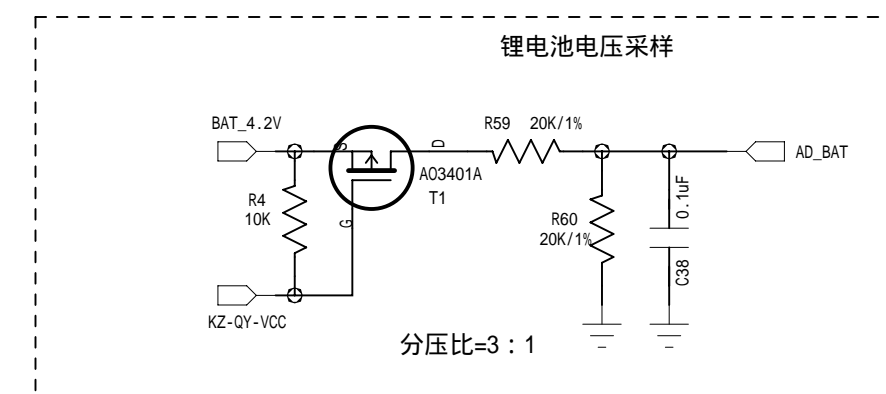 锂电池电压采样
BAT_4.2V
S
D
R59 20K/1%
AD_BAT
AO3401A
T1
R4
10K
G
R60
20K/1%
0.1uF
C38
KZ-QY-VCC
分压比=3：1